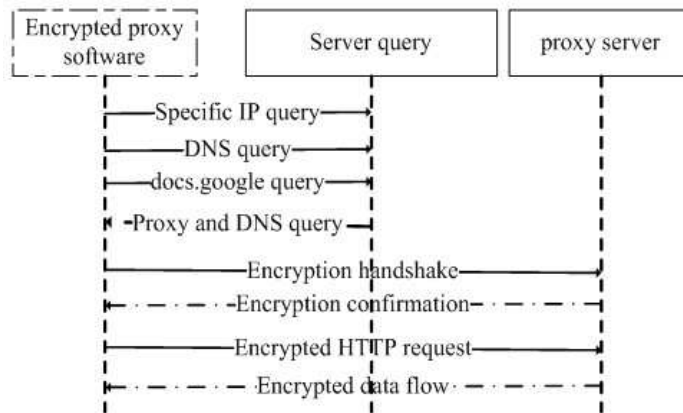 Encrypted proxy
software
Server query
proxy server
Specific IP query
DNS query
docs.google query
Proxy and DNS query
Encryption handshake
Encryption confirmation
Encrypted HTTP request
Encrypted data flow